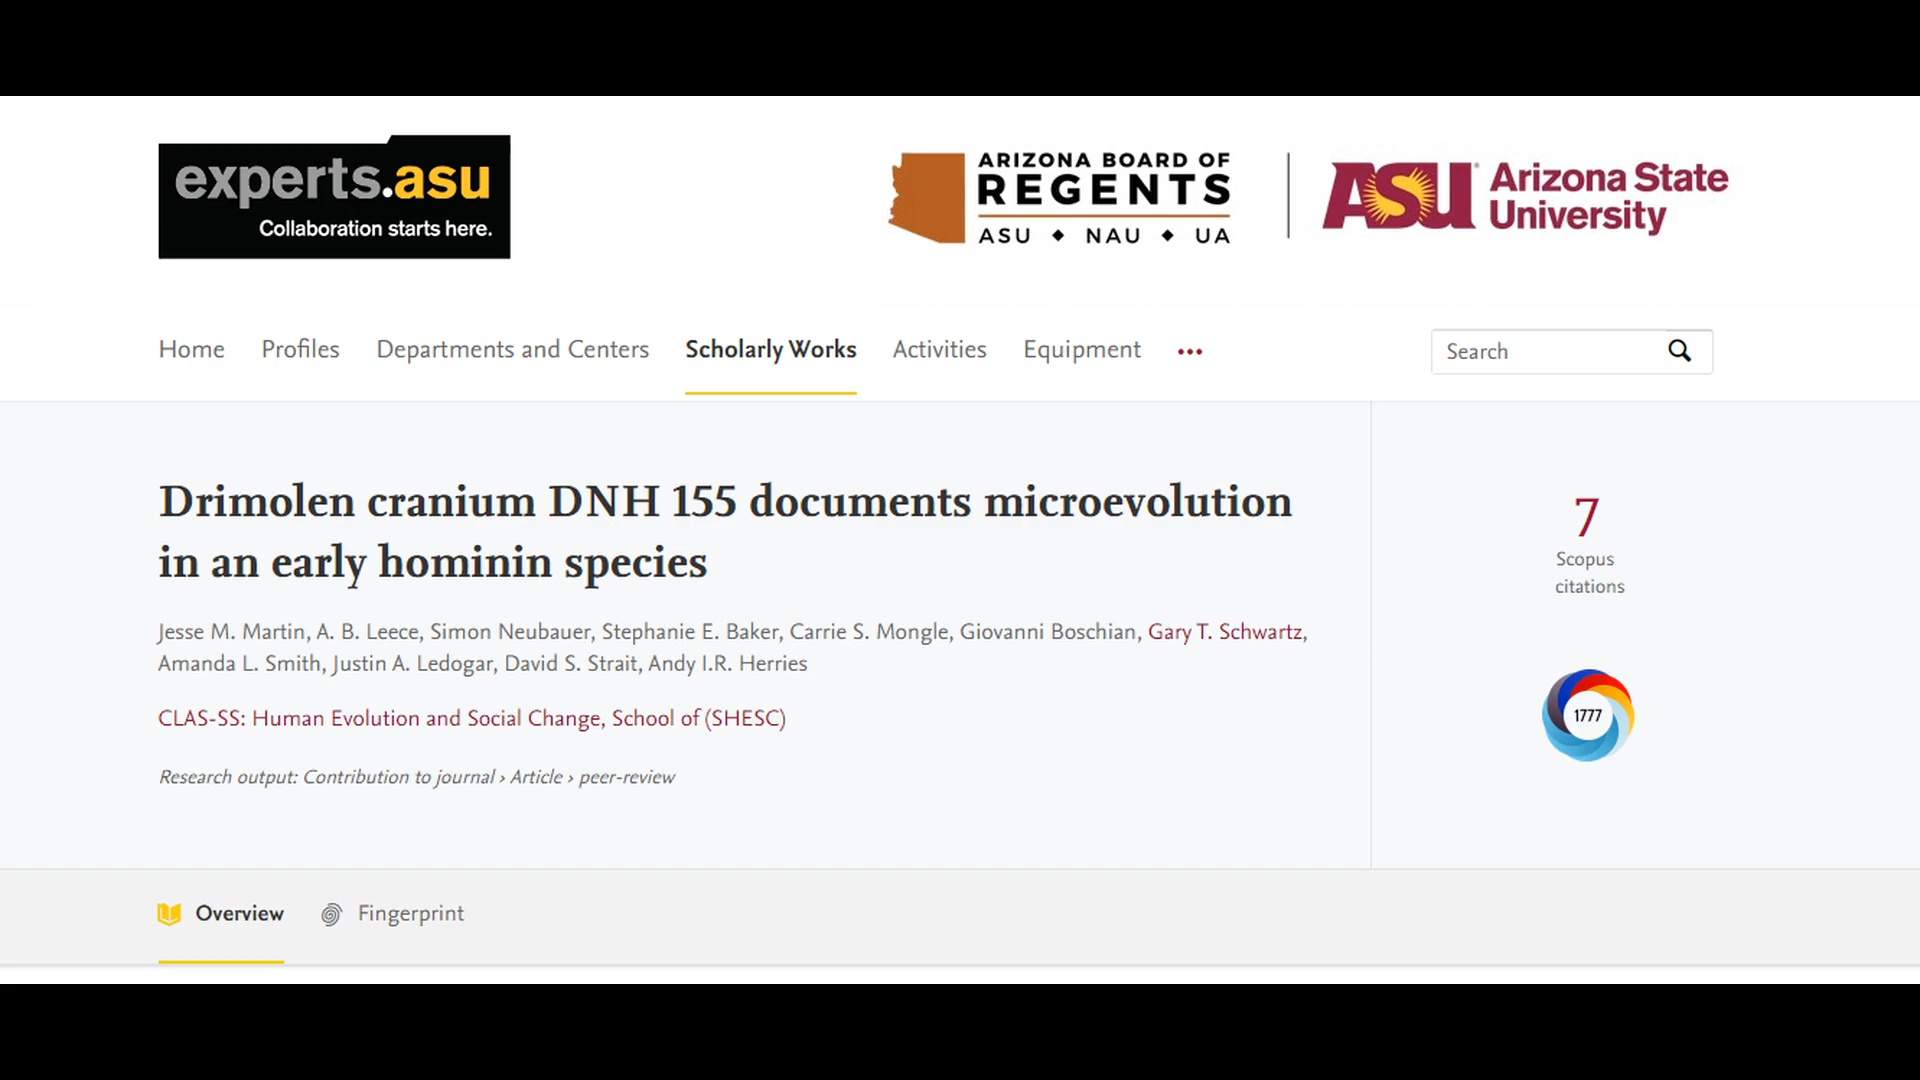 experts.asu
Collaboration starts here.
ARIZONA BOARD OF
REGENTS
ASU ◆ NAU ◆ UA
ASU®
Arizona State
University
Home Profiles Departments and Centers Scholarly Works Activities Equipment •••
Search
Drimolen cranium DNH 155 documents microevolution
in an early hominin species
Jesse M. Martin, A. B. Leece, Simon Neubauer, Stephanie E. Baker, Carrie S. Mongle, Giovanni Boschian, Gary T. Schwartz,
Amanda L. Smith, Justin A. Ledogar, David S. Strait, Andy I.R. Herries
CLAS-SS: Human Evolution and Social Change, School of (SHESC)
Research output: Contribution to journal › Article › peer-review
7
Scopus
citations
1777
Overview Fingerprint